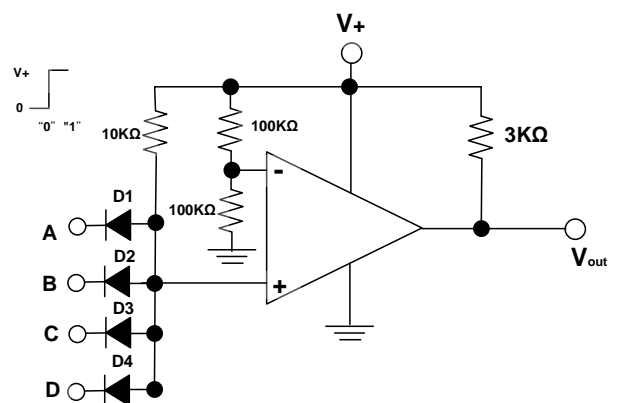 V+
V+
0
"0" "1"
10KΩ
100KΩ
3KΩ
-
100KΩ
D1
A
D2
B
+
Vout
D3
C
D4
D